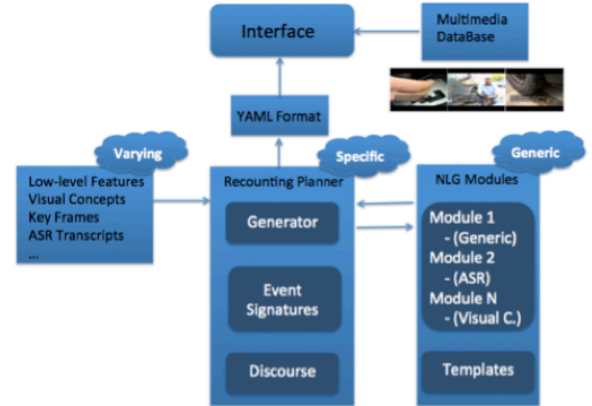 Interface
Multimedia
DataBase
YAML Format
Varying
Specific
Generic
Low-level Features
Visual Concepts
Key Frames
ASR Transcripts
...
Recounting Planner
Generator
Event
Signatures
Discourse
NLG Modules
Module 1
- (Generic)
Module 2
- (ASR)
Module N
- (Visual C.)
Templates